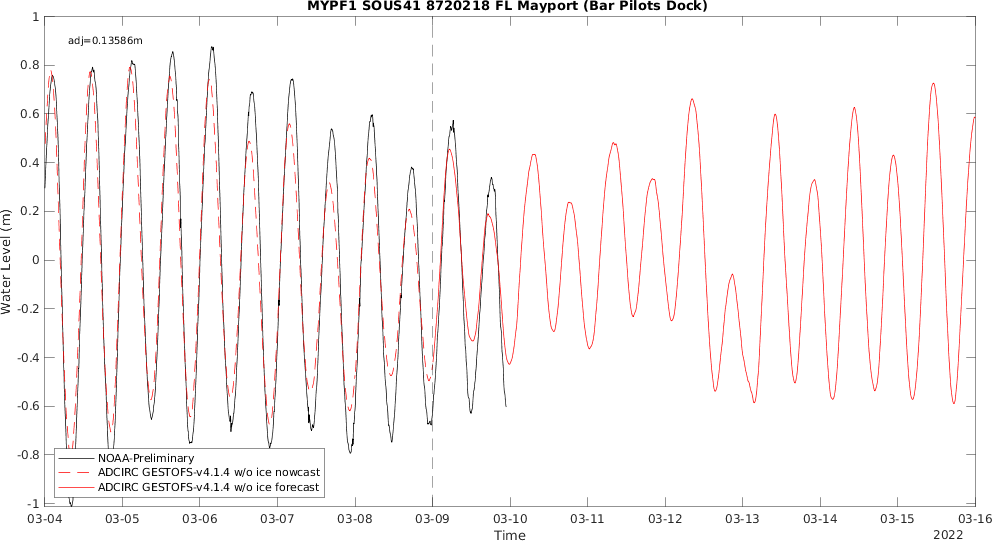 MYPF1 SOUS41 8720218 FL Mayport (Bar Pilots Dock)
adj=0.13586m
1
0.8
0.6
0.4
0.2
0
-0.2
-0.4
-0.6
-0.8
-1
Water Level (m)
NOAA-Preliminary
ADCIRC GESTOFS-v4.1.4 w/o ice nowcast
ADCIRC GESTOFS-v4.1.4 w/o ice forecast
03-04 03-05 03-06 03-07 03-08 03-09 03-10 03-11 03-12 03-13 03-14 03-15 03-16
Time
2022